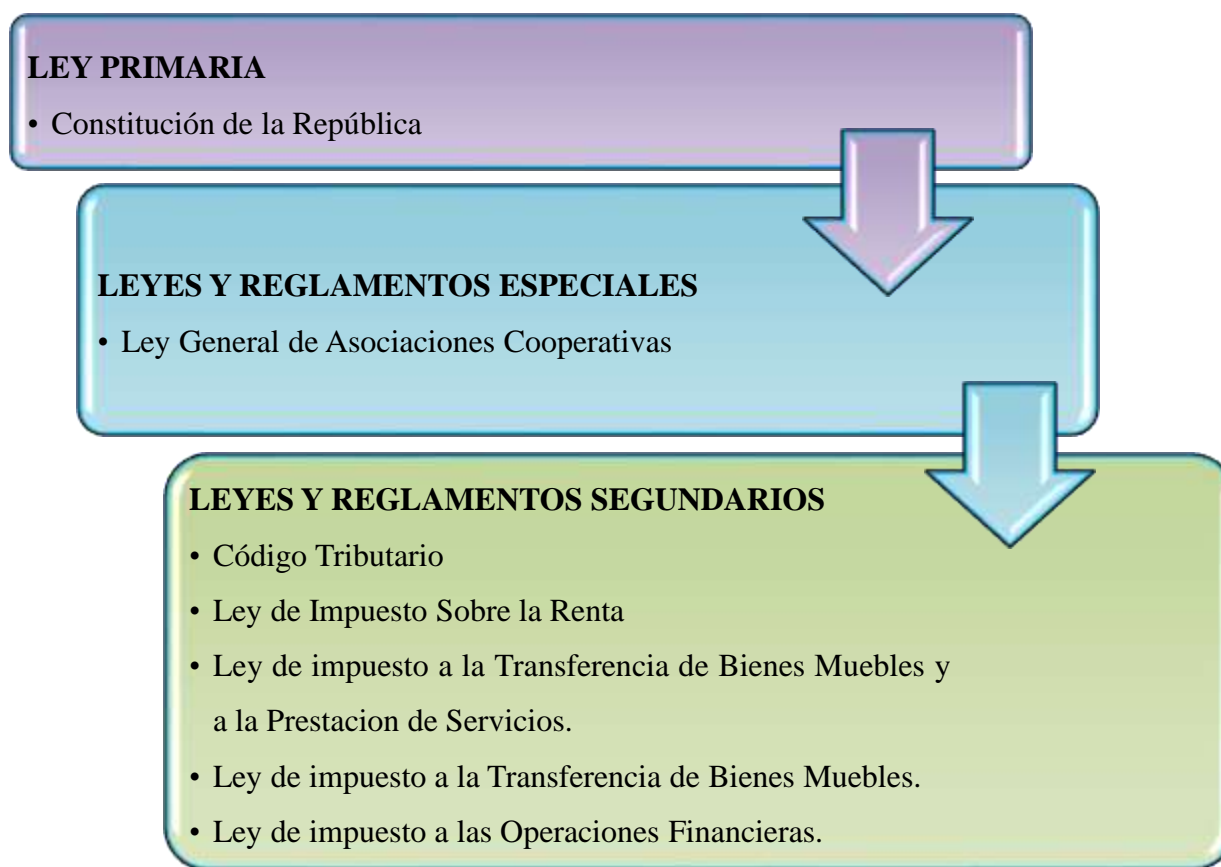 LEY PRIMARIA
• Constitución de la República
LEYES Y REGLAMENTOS ESPECIALES
• Ley General de Asociaciones Cooperativas
LEYES Y REGLAMENTOS SEGUNDARIOS
• Código Tributario
• Ley de Impuesto Sobre la Renta
• Ley de impuesto a la Transferencia de Bienes Muebles y
a la Prestacion de Servicios.
• Ley de impuesto a la Transferencia de Bienes Muebles.
• Ley de impuesto a las Operaciones Financieras.